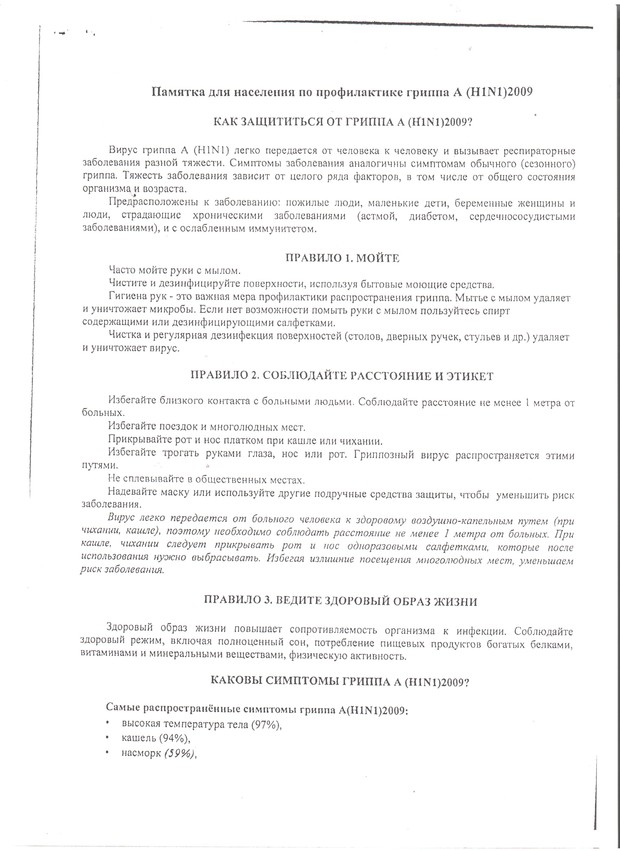 Памятка для населения по профилактике гриппа А (H1N1)2009
КАК ЗАЩИТИТЬСЯ ОТ ГРИППА А (H1N1)2009?
Вирус гриппа А (H1N1) легко передается от человека к человеку и вызывает респираторные
заболевания разной тяжести. Симптомы заболевания аналогичны симптомам обычного (сезонного)
гриппа. Тяжесть заболевания зависит от целого ряда факторов, в том числе от общего состояния
организма и возраста.
Предрасположены к заболеванию: пожилые люди, маленькие дети, беременные женщины и
люди, страдающие хроническими заболеваниями (астмой, диабетом, сердечнососудистыми
заболеваниями), и с ослабленным иммунитетом.
ПРАВИЛО 1. МОЙТЕ
Часто мойте руки с мылом.
Чистите и дезинфицируйте поверхности, используя бытовые моющие средства.
Гигиена рук - это важная мера профилактики распространения гриппа. Мытье с мылом удаляет
и уничтожает микробы. Если нет возможности помыть руки с мылом пользуйтесь спирт
содержащими или дезинфицирующими салфетками.
Чистка и регулярная дезинфекция поверхностей (столов, дверных ручек, стульев и др.) удаляет
и уничтожает вирус.
ПРАВИЛО 2. СОБЛЮДАЙТЕ РАССТОЯНИЕ И ЭТИКЕТ
Избегайте близкого контакта с больными людьми. Соблюдайте расстояние не менее 1 метра от
больных.
Избегайте поездок и многолюдных мест.
Прикрывайте рот и нос платком при кашле или чихании.
Избегайте трогать руками глаза, нос или рот. Гриппозный вирус распространяется этими
путями.
Не сплевывайте в общественных местах.
Надевайте маску или используйте другие подручные средства защиты, чтобы уменьшить риск
заболевания.
Вирус легко передается от больного человека к здоровому воздушно-капельным путем (при
чихании, кашле), поэтому необходимо соблюдать расстояние не менее 1 метра от больных. При
кашле, чихании следует прикрывать рот и нос одноразовыми салфетками, которые после
использования нужно выбрасывать. Избегая излишние посещения многолюдных мест, уменьшаем
риск заболевания.
ПРАВИЛО 3. ВЕДИТЕ ЗДОРОВЫЙ ОБРАЗ ЖИЗНИ
Здоровый образ жизни повышает сопротивляемость организма к инфекции. Соблюдайте
здоровый режим, включая полноценный сон, потребление пищевых продуктов богатых белками,
витаминами и минеральными веществами, физическую активность.
КАКОВЫ СИМПТОМЫ ГРИППА А (H1N1)2009?
Самые распространённые симптомы гриппа А(H1N1)2009:
• высокая температура тела (97%),
• кашель (94%),
• насморк (59%),